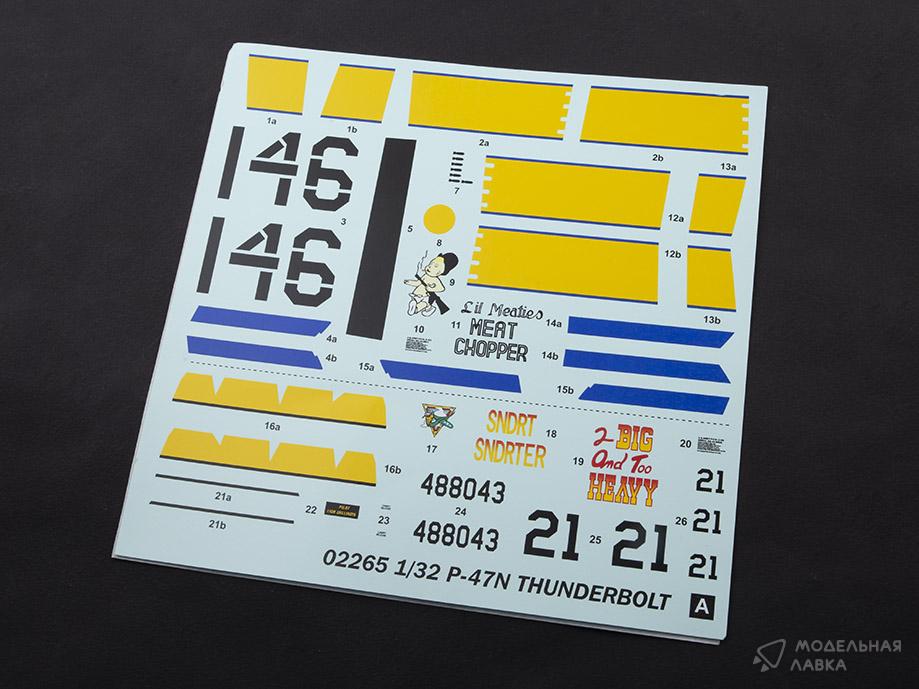 1a
1b
2a
2b
13a
146
3
5
7
8
9
12a
12b
13b
146
10
11
Lil Meaties
MEAT
CHOPPER
14a
14b
15b
4a
4b
15a
16a
16b
17
SNDRT
SNDRTER
18
19
2 BIG
And Too
HEAVY
20
21
21a
21b
22
23
488043
24
488043
21
25
21
26
21
21
02265 1/32 P-47N THUNDERBOLT
A
МОДЕЛЬНАЯ
ЛАВКА